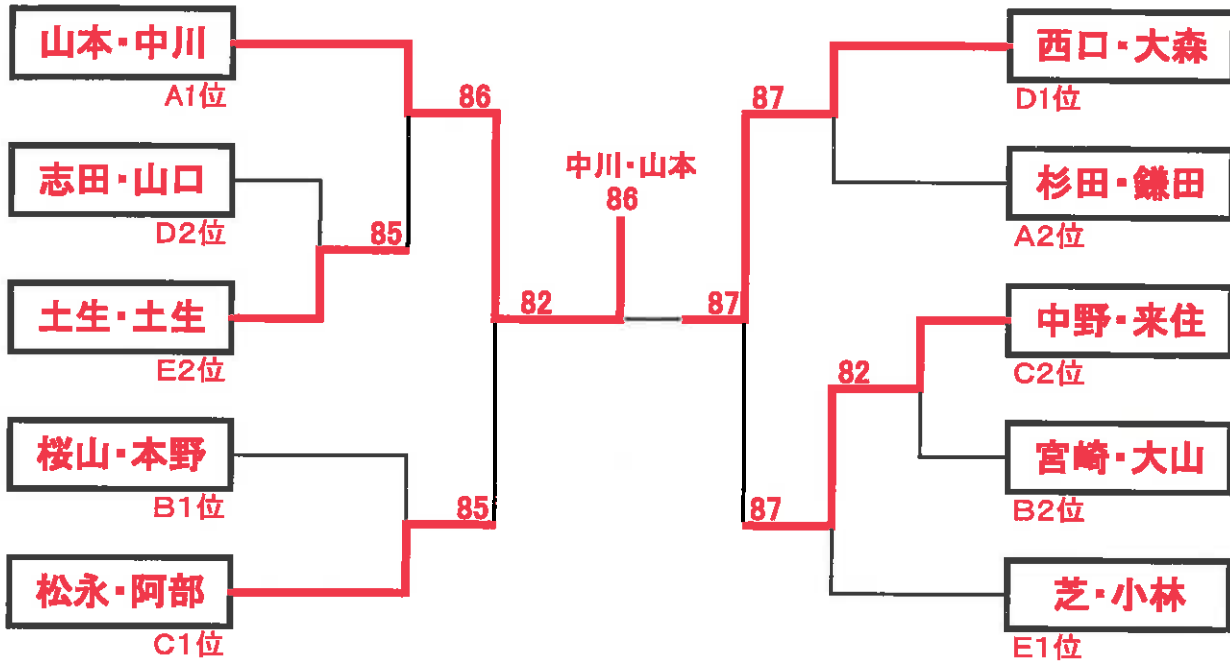 山本・中川
A1位
86
志田・山口
D2位
85
土生・土生
E2位
82
桜山・本野
B1位
85
松永・阿部
C1位
中川・山本
86
西口・大森
D1位
87
杉田・鎌田
A2位
87
中野・来住
C2位
82
宮崎・大山
B2位
87
芝・小林
E1位